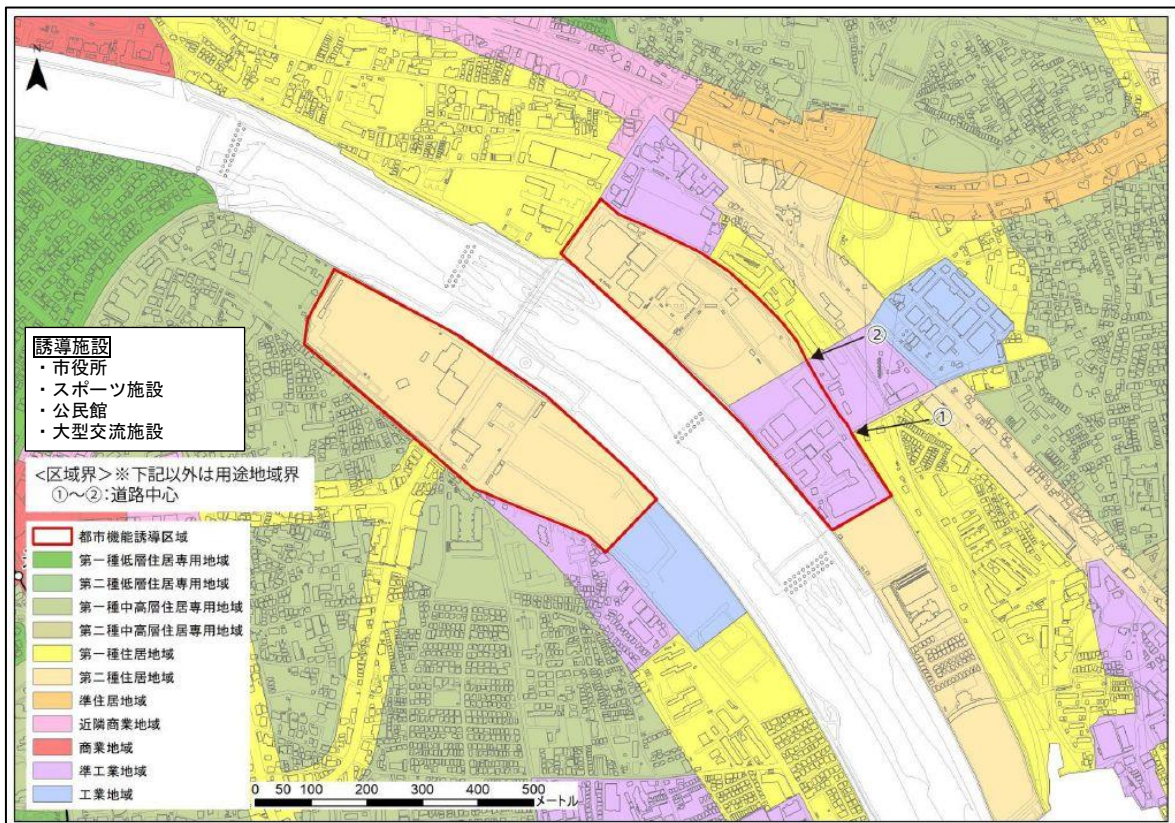 N
②
①
誘導施設
・市役所
・スポーツ施設
・公民館
・大型交流施設
<区域界>※下記以外は用途地域界
①～②:道路中心
都市機能誘導区域
第一種低層住居専用地域
第二種低層住居専用地域
第一種中高層住居専用地域
第二種中高層住居専用地域
第一種住居地域
第二種住居地域
準住居地域
近隣商業地域
商業地域
準工業地域
工業地域
0 50 100 200 300 400 500
メートル